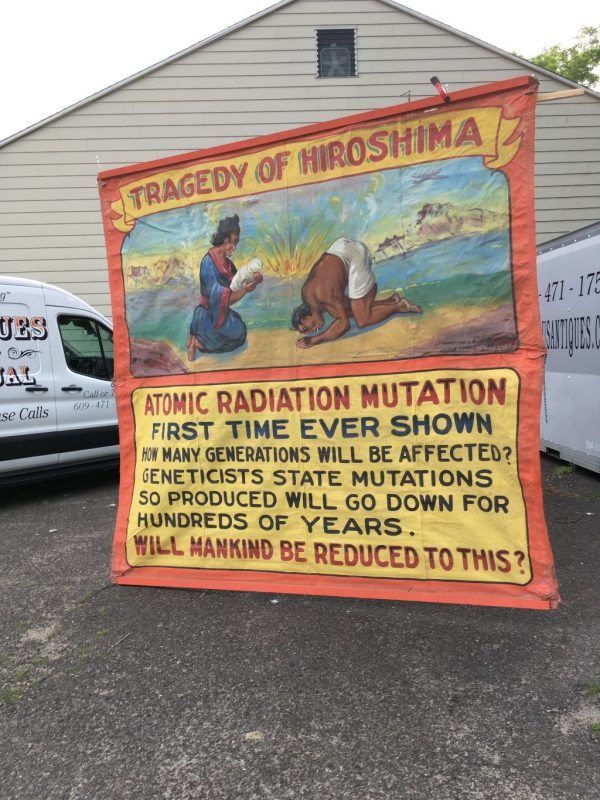 TRAGEDY OF HIROSHIMA
ATOMIC RADIATION MUTATION
FIRST TIME EVER SHOWN
HOW MANY GENERATIONS WILL BE AFFECTED?
GENETICISTS STATE MUTATIONS
SO PRODUCED WILL GO DOWN FOR
HUNDREDS OF YEARS.
WILL MANKIND BE REDUCED TO THIS?
Call or
609-471-
use Calls
-471-175
SANTIQUES.C